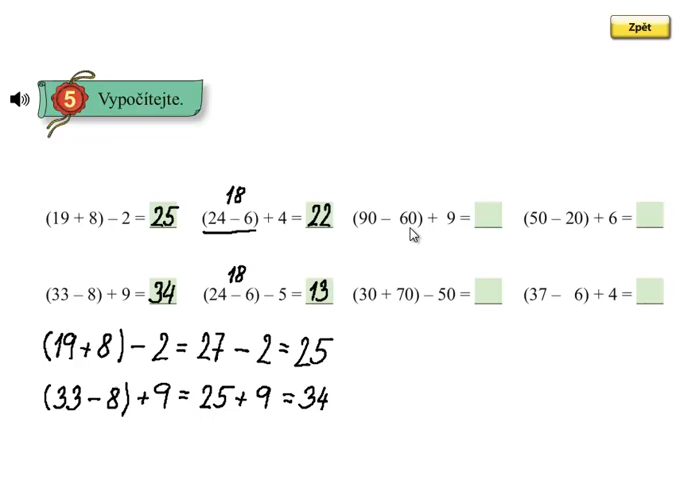 Zpět
5 Vypočítejte.
18
(19 + 8) – 2 = 25 (24 – 6) + 4 = 22 (90 – 60) + 9 = (50 – 20) + 6 =
18
(33 – 8) + 9 = 34 (24 – 6) – 5 = 13 (30 + 70) – 50 = (37 – 6) + 4 =
(19+8) – 2 = 27 – 2 = 25
(33 – 8) + 9 = 25 + 9 = 34